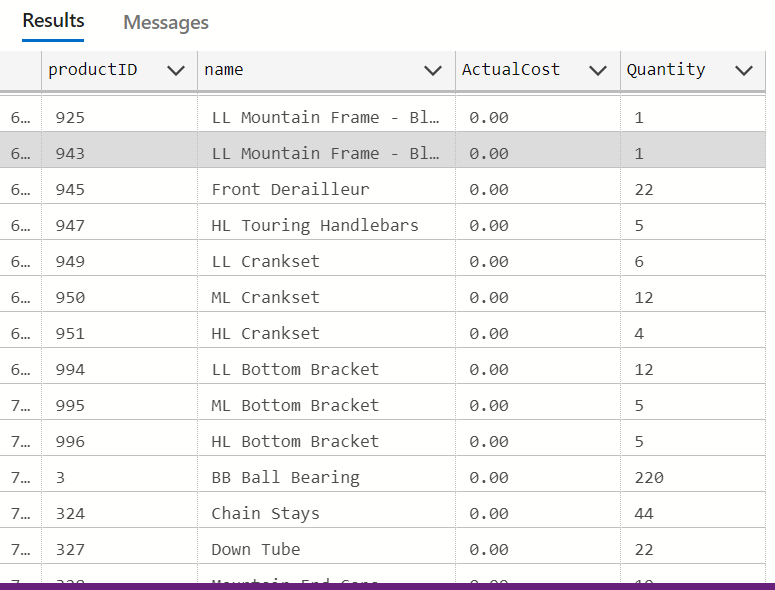 Results Messages
productID name ActualCost Quantity
6… 925 LL Mountain Frame - Bl… 0.00 1
6… 943 LL Mountain Frame - Bl… 0.00 1
6… 945 Front Derailleur 0.00 22
6… 947 HL Touring Handlebars 0.00 5
6… 949 LL Crankset 0.00 6
6… 950 ML Crankset 0.00 12
6… 951 HL Crankset 0.00 4
6… 994 LL Bottom Bracket 0.00 12
7… 995 ML Bottom Bracket 0.00 5
7… 996 HL Bottom Bracket 0.00 5
7… 3 BB Ball Bearing 0.00 220
7… 324 Chain Stays 0.00 44
7… 327 Down Tube 0.00 22